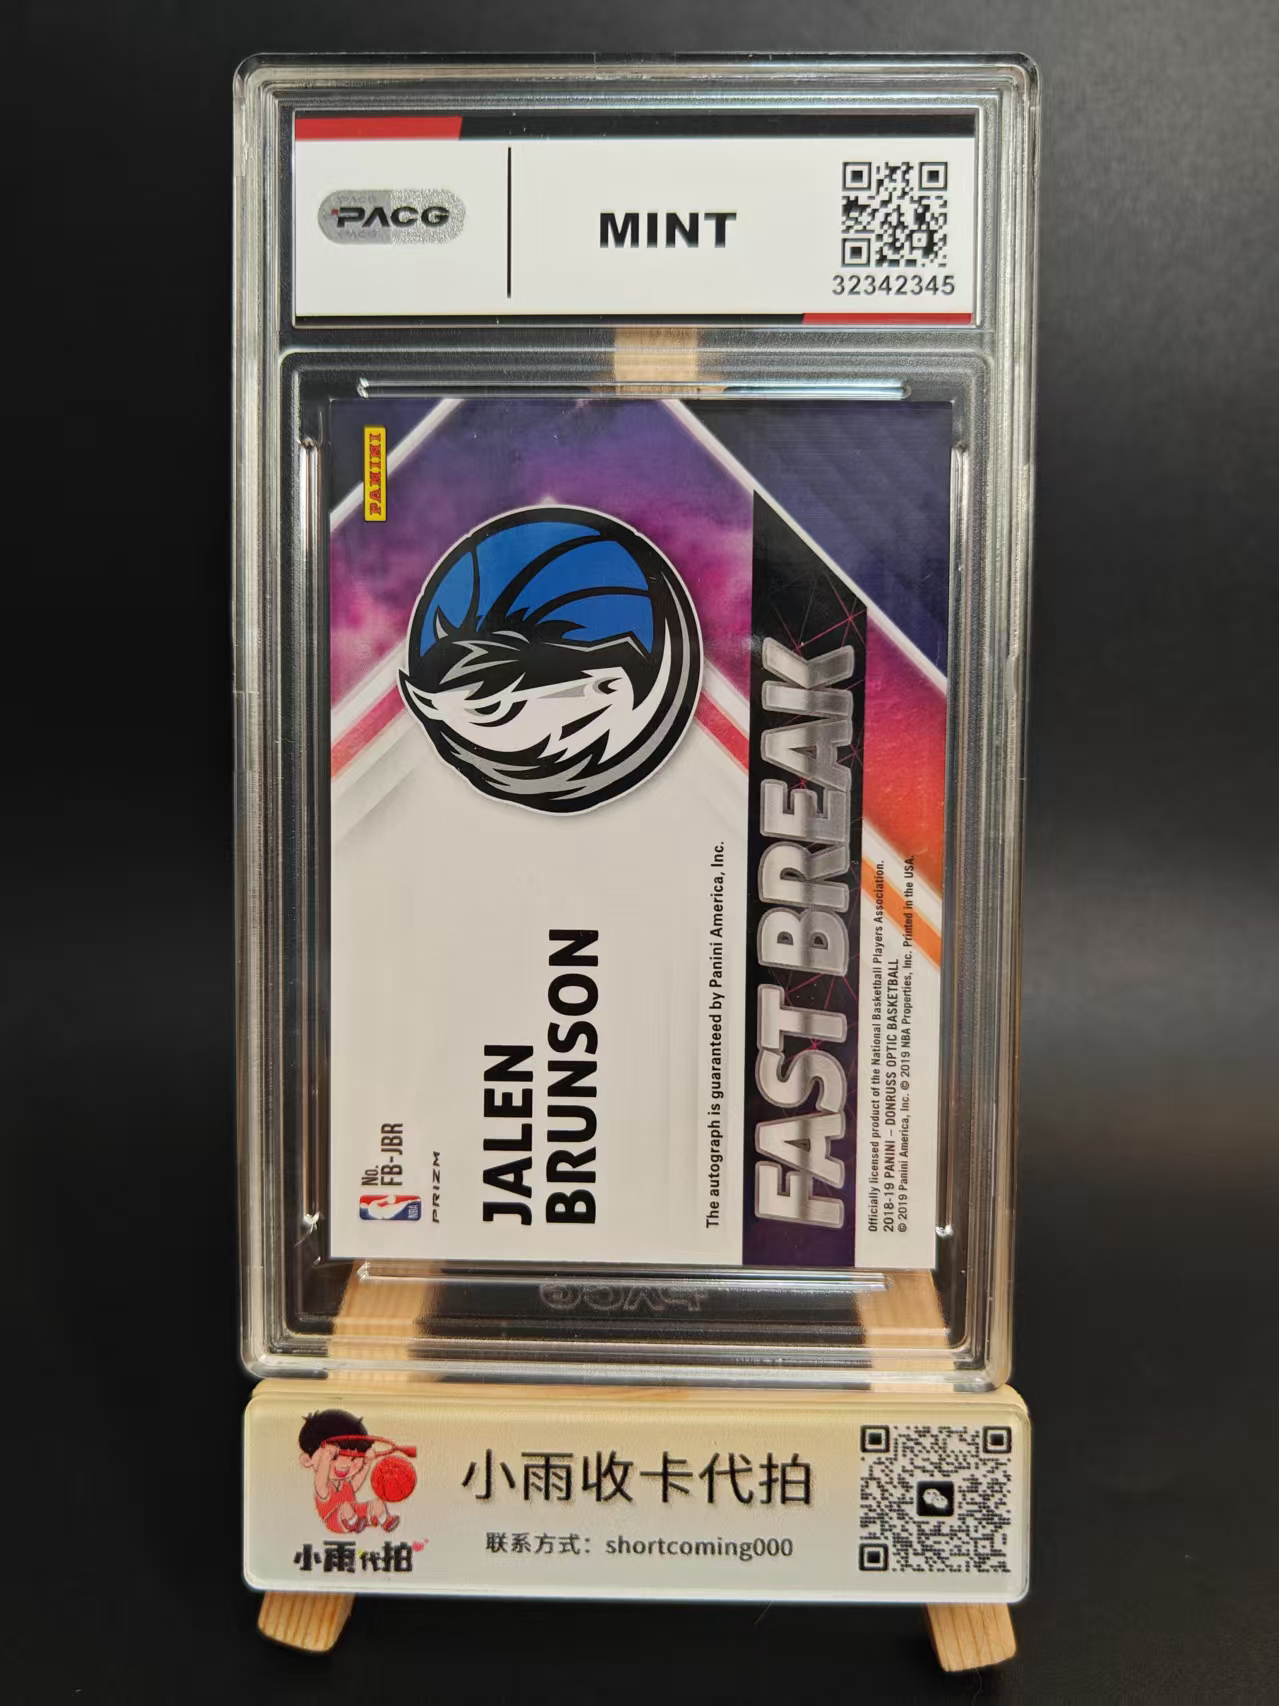 PACG
MINT
32342345
PANINI
No.
FB-JBR
NBA
PRIZM
JALEN
BRUNSON
The autograph is guaranteed by Panini America, Inc.
FAST BREAK
Officially licensed product of the National Basketball Players Association.
2018-19 PANINI – DONRUSS OPTIC BASKETBALL
© 2019 Panini America, Inc. © 2019 NBA Properties, Inc. Printed in the USA.
小雨收卡代拍
联系方式：shortcoming000
小雨代拍